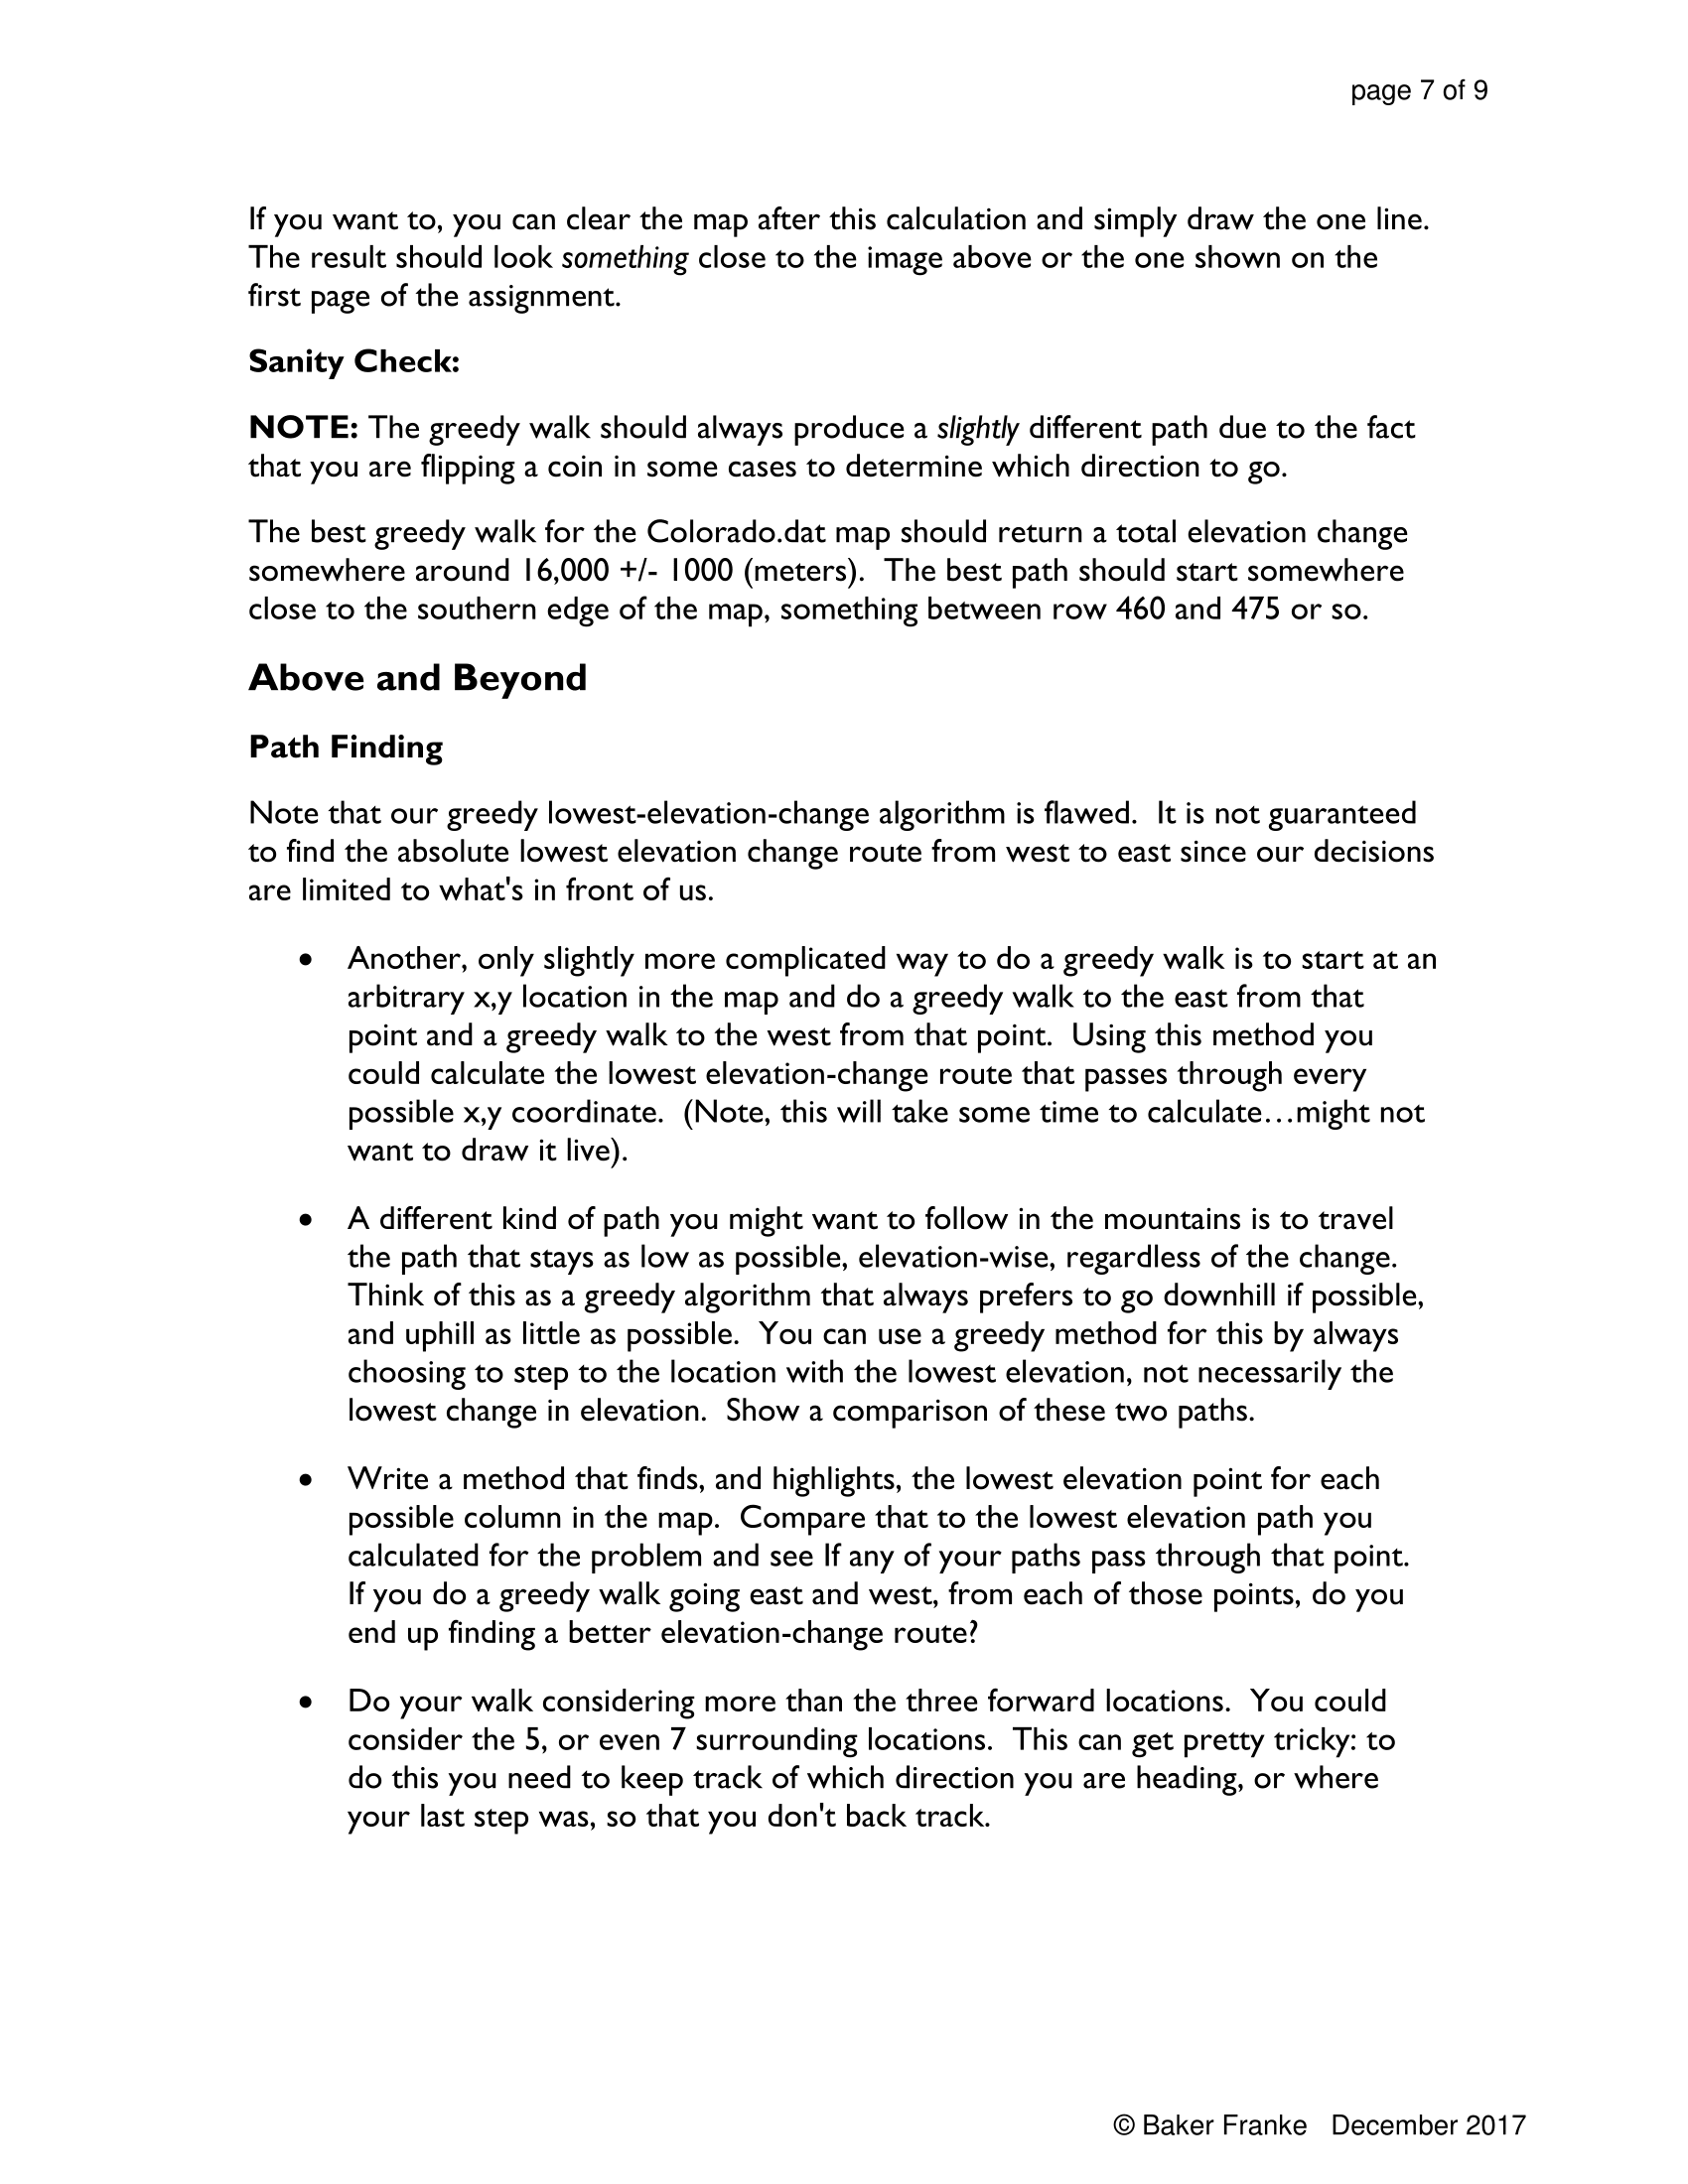 page 7 of 9
If you want to, you can clear the map after this calculation and simply draw the one line.
The result should look something close to the image above or the one shown on the
first page of the assignment.
Sanity Check:
NOTE: The greedy walk should always produce a slightly different path due to the fact
that you are flipping a coin in some cases to determine which direction to go.
The best greedy walk for the Colorado.dat map should return a total elevation change
somewhere around 16,000 +/- 1000 (meters). The best path should start somewhere
close to the southern edge of the map, something between row 460 and 475 or so.
Above and Beyond
Path Finding
Note that our greedy lowest-elevation-change algorithm is flawed. It is not guaranteed
to find the absolute lowest elevation change route from west to east since our decisions
are limited to what's in front of us.
• Another, only slightly more complicated way to do a greedy walk is to start at an
arbitrary x,y location in the map and do a greedy walk to the east from that
point and a greedy walk to the west from that point. Using this method you
could calculate the lowest elevation-change route that passes through every
possible x,y coordinate. (Note, this will take some time to calculate…might not
want to draw it live).
• A different kind of path you might want to follow in the mountains is to travel
the path that stays as low as possible, elevation-wise, regardless of the change.
Think of this as a greedy algorithm that always prefers to go downhill if possible,
and uphill as little as possible. You can use a greedy method for this by always
choosing to step to the location with the lowest elevation, not necessarily the
lowest change in elevation. Show a comparison of these two paths.
• Write a method that finds, and highlights, the lowest elevation point for each
possible column in the map. Compare that to the lowest elevation path you
calculated for the problem and see If any of your paths pass through that point.
If you do a greedy walk going east and west, from each of those points, do you
end up finding a better elevation-change route?
• Do your walk considering more than the three forward locations. You could
consider the 5, or even 7 surrounding locations. This can get pretty tricky: to
do this you need to keep track of which direction you are heading, or where
your last step was, so that you don't back track.
© Baker Franke December 2017